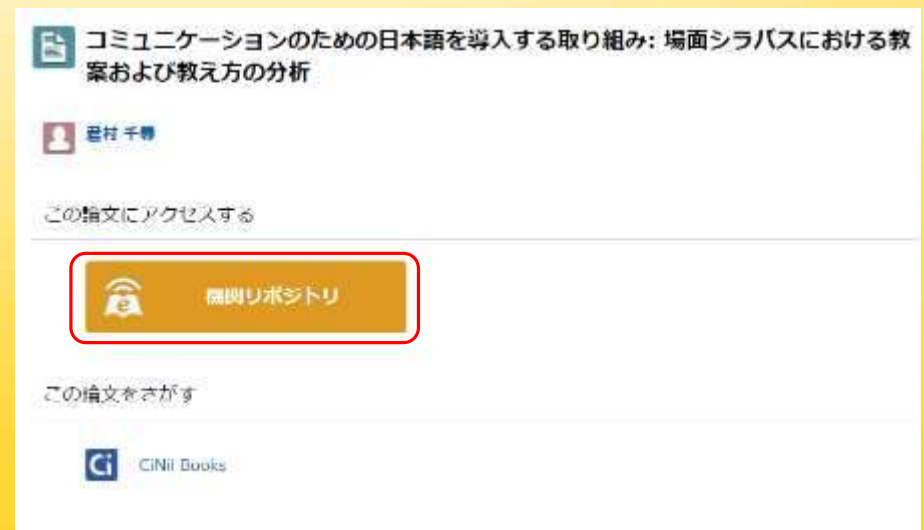 コミュニケーションのための日本語を導入する取り組み: 場面シラバスにおける教
案および教え方の分析
君村 千尋
この論文にアクセスする
機関リポジトリ
この論文をさがす
CiNii Books